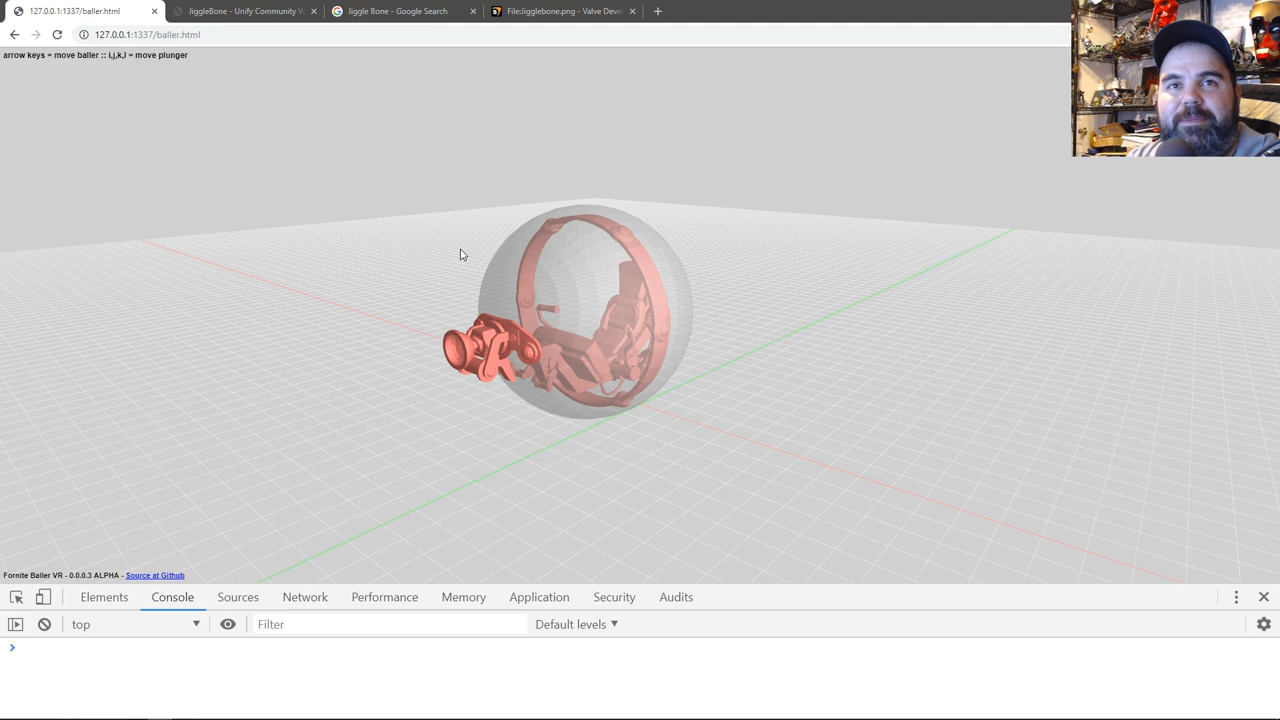 127.0.0.1:1337/baller.html
JiggleBone - Unify Community W
Jiggle Bone - Google Search
File:Jigglebone.png - Valve Deve
127.0.0.1:1337/baller.html
arrow keys = move baller :: i,j,k,l = move plunger
Fornite Baller VR - 0.0.0.3 ALPHA - Source at Github
Elements
Console
Sources
Network
Performance
Memory
Application
Security
Audits
top
Filter
Default levels